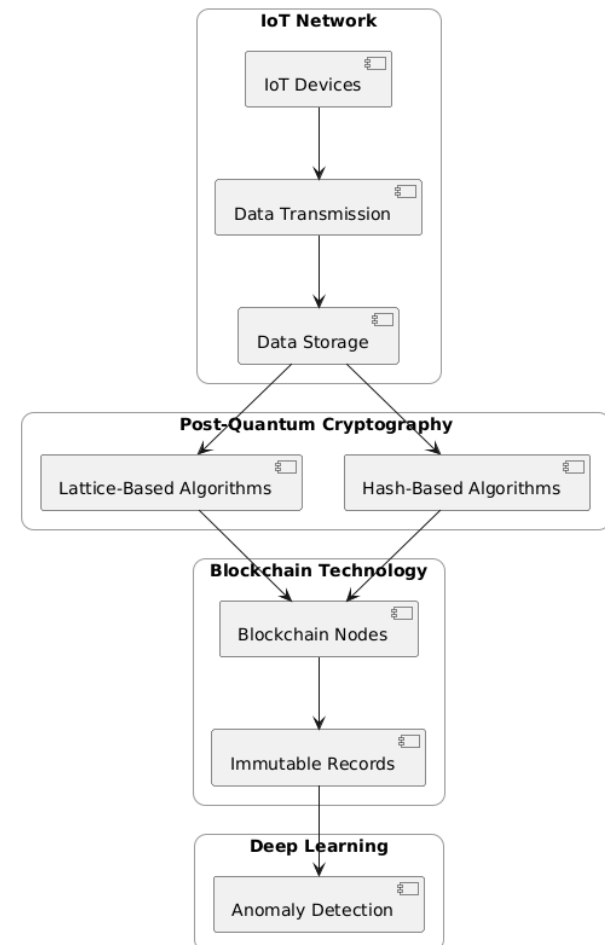 IoT Network
IoT Devices
Data Transmission
Data Storage
Post-Quantum Cryptography
Lattice-Based Algorithms
Hash-Based Algorithms
Blockchain Technology
Blockchain Nodes
Immutable Records
Deep Learning
Anomaly Detection